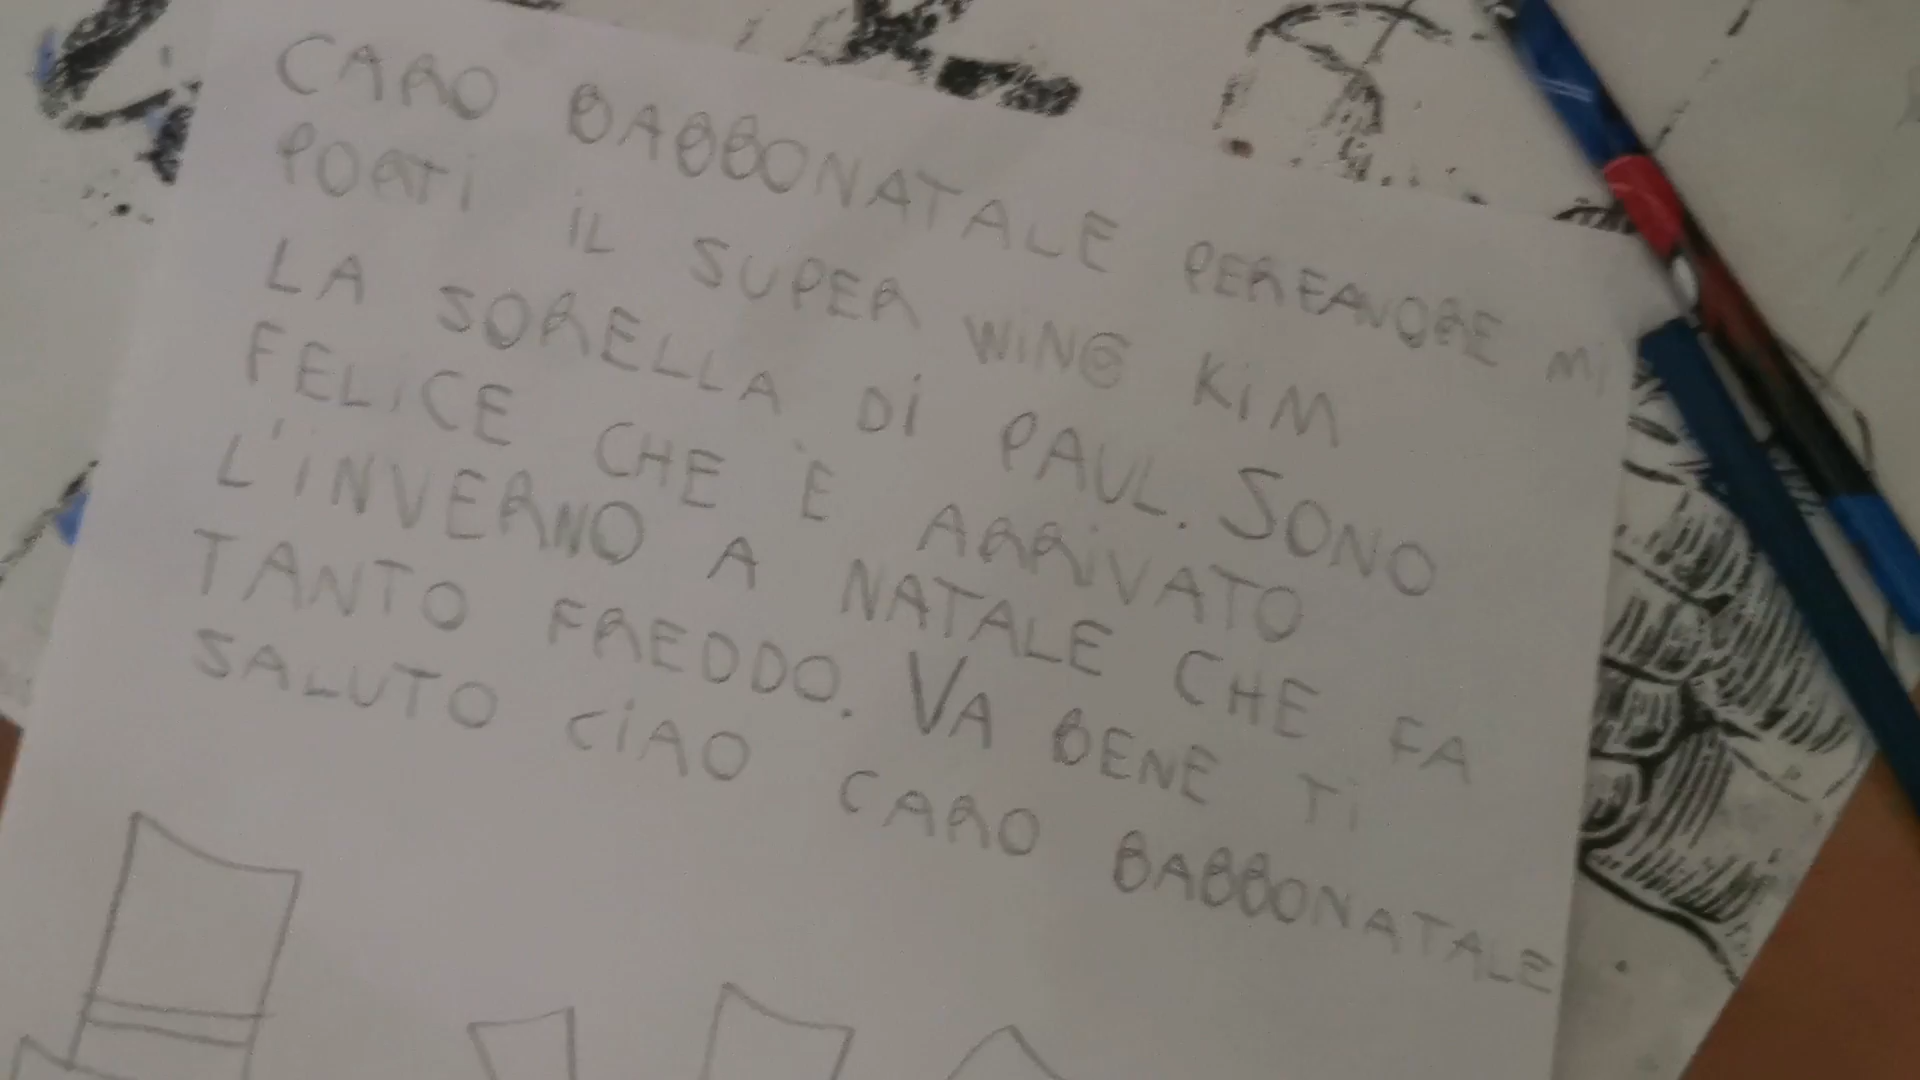 CARO BABBONATALE PEREANORE MI
PORTI iL SUPER WiNG KiM
LA SORELLA Di PAUL. SONO
FELiCE CHE È ARRiVATO
L'iNVERNO A NATALE CHE FA
TANTO FREDDO. VA BENE Ti
SALUTO CiAO CARO BABBONATALE